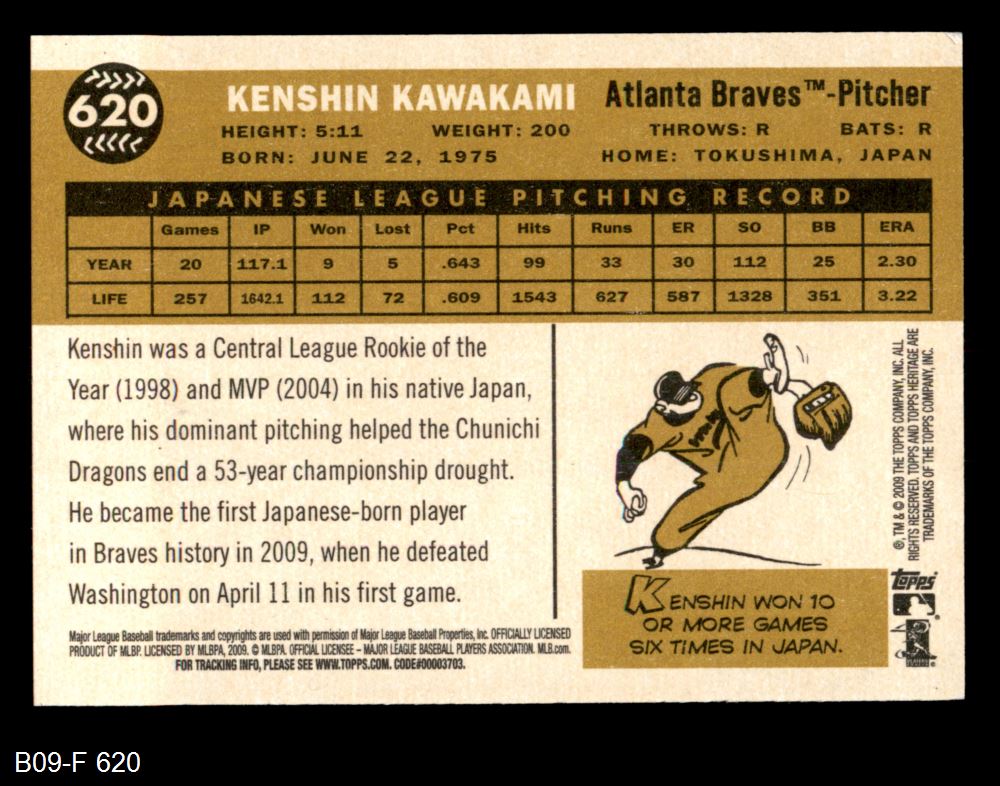 620
KENSHIN KAWAKAMI Atlanta Braves™-Pitcher
HEIGHT: 5:11 WEIGHT: 200 THROWS: R BATS: R
BORN: JUNE 22, 1975 HOME: TOKUSHIMA, JAPAN
JAPANESE LEAGUE PITCHING RECORD
Games IP Won Lost Pct Hits Runs ER SO BB ERA
YEAR 20 117.1 9 5 .643 99 33 30 112 25 2.30
LIFE 257 1642.1 112 72 .609 1543 627 587 1328 351 3.22
Kenshin was a Central League Rookie of the
Year (1998) and MVP (2004) in his native Japan,
where his dominant pitching helped the Chunichi
Dragons end a 53-year championship drought.
He became the first Japanese-born player
in Braves history in 2009, when he defeated
Washington on April 11 in his first game.
Major League Baseball trademarks and copyrights are used with permission of Major League Baseball Properties, Inc. OFFICIALLY LICENSED
PRODUCT OF MLBP. LICENSED BY MLBPA, 2009. © MLBPA. OFFICIAL LICENSEE – MAJOR LEAGUE BASEBALL PLAYERS ASSOCIATION. MLB.com.
FOR TRACKING INFO, PLEASE SEE WWW.TOPPS.COM. CODE#00003703.
KENSHIN WON 10
OR MORE GAMES
SIX TIMES IN JAPAN.
®, TM & © 2009 THE TOPPS COMPANY, INC. ALL
RIGHTS RESERVED. TOPPS AND TOPPS HERITAGE ARE
TRADEMARKS OF THE TOPPS COMPANY, INC.
topps
B09-F 620